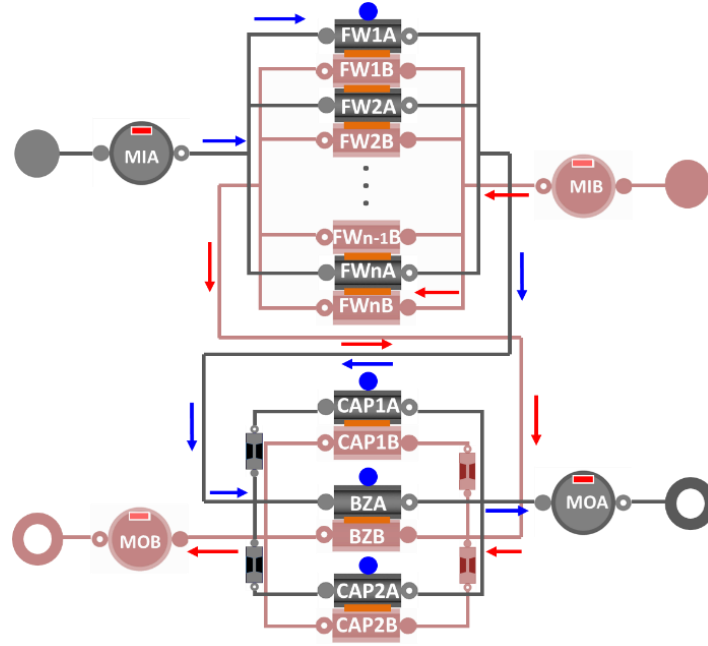 FW1A
FW1B
FW2A
MIA
FW2B
MIB
FWn-1B
FWnA
FWnB
CAP1A
CAP1B
BZA
MOA
MOB
BZB
CAP2A
CAP2B